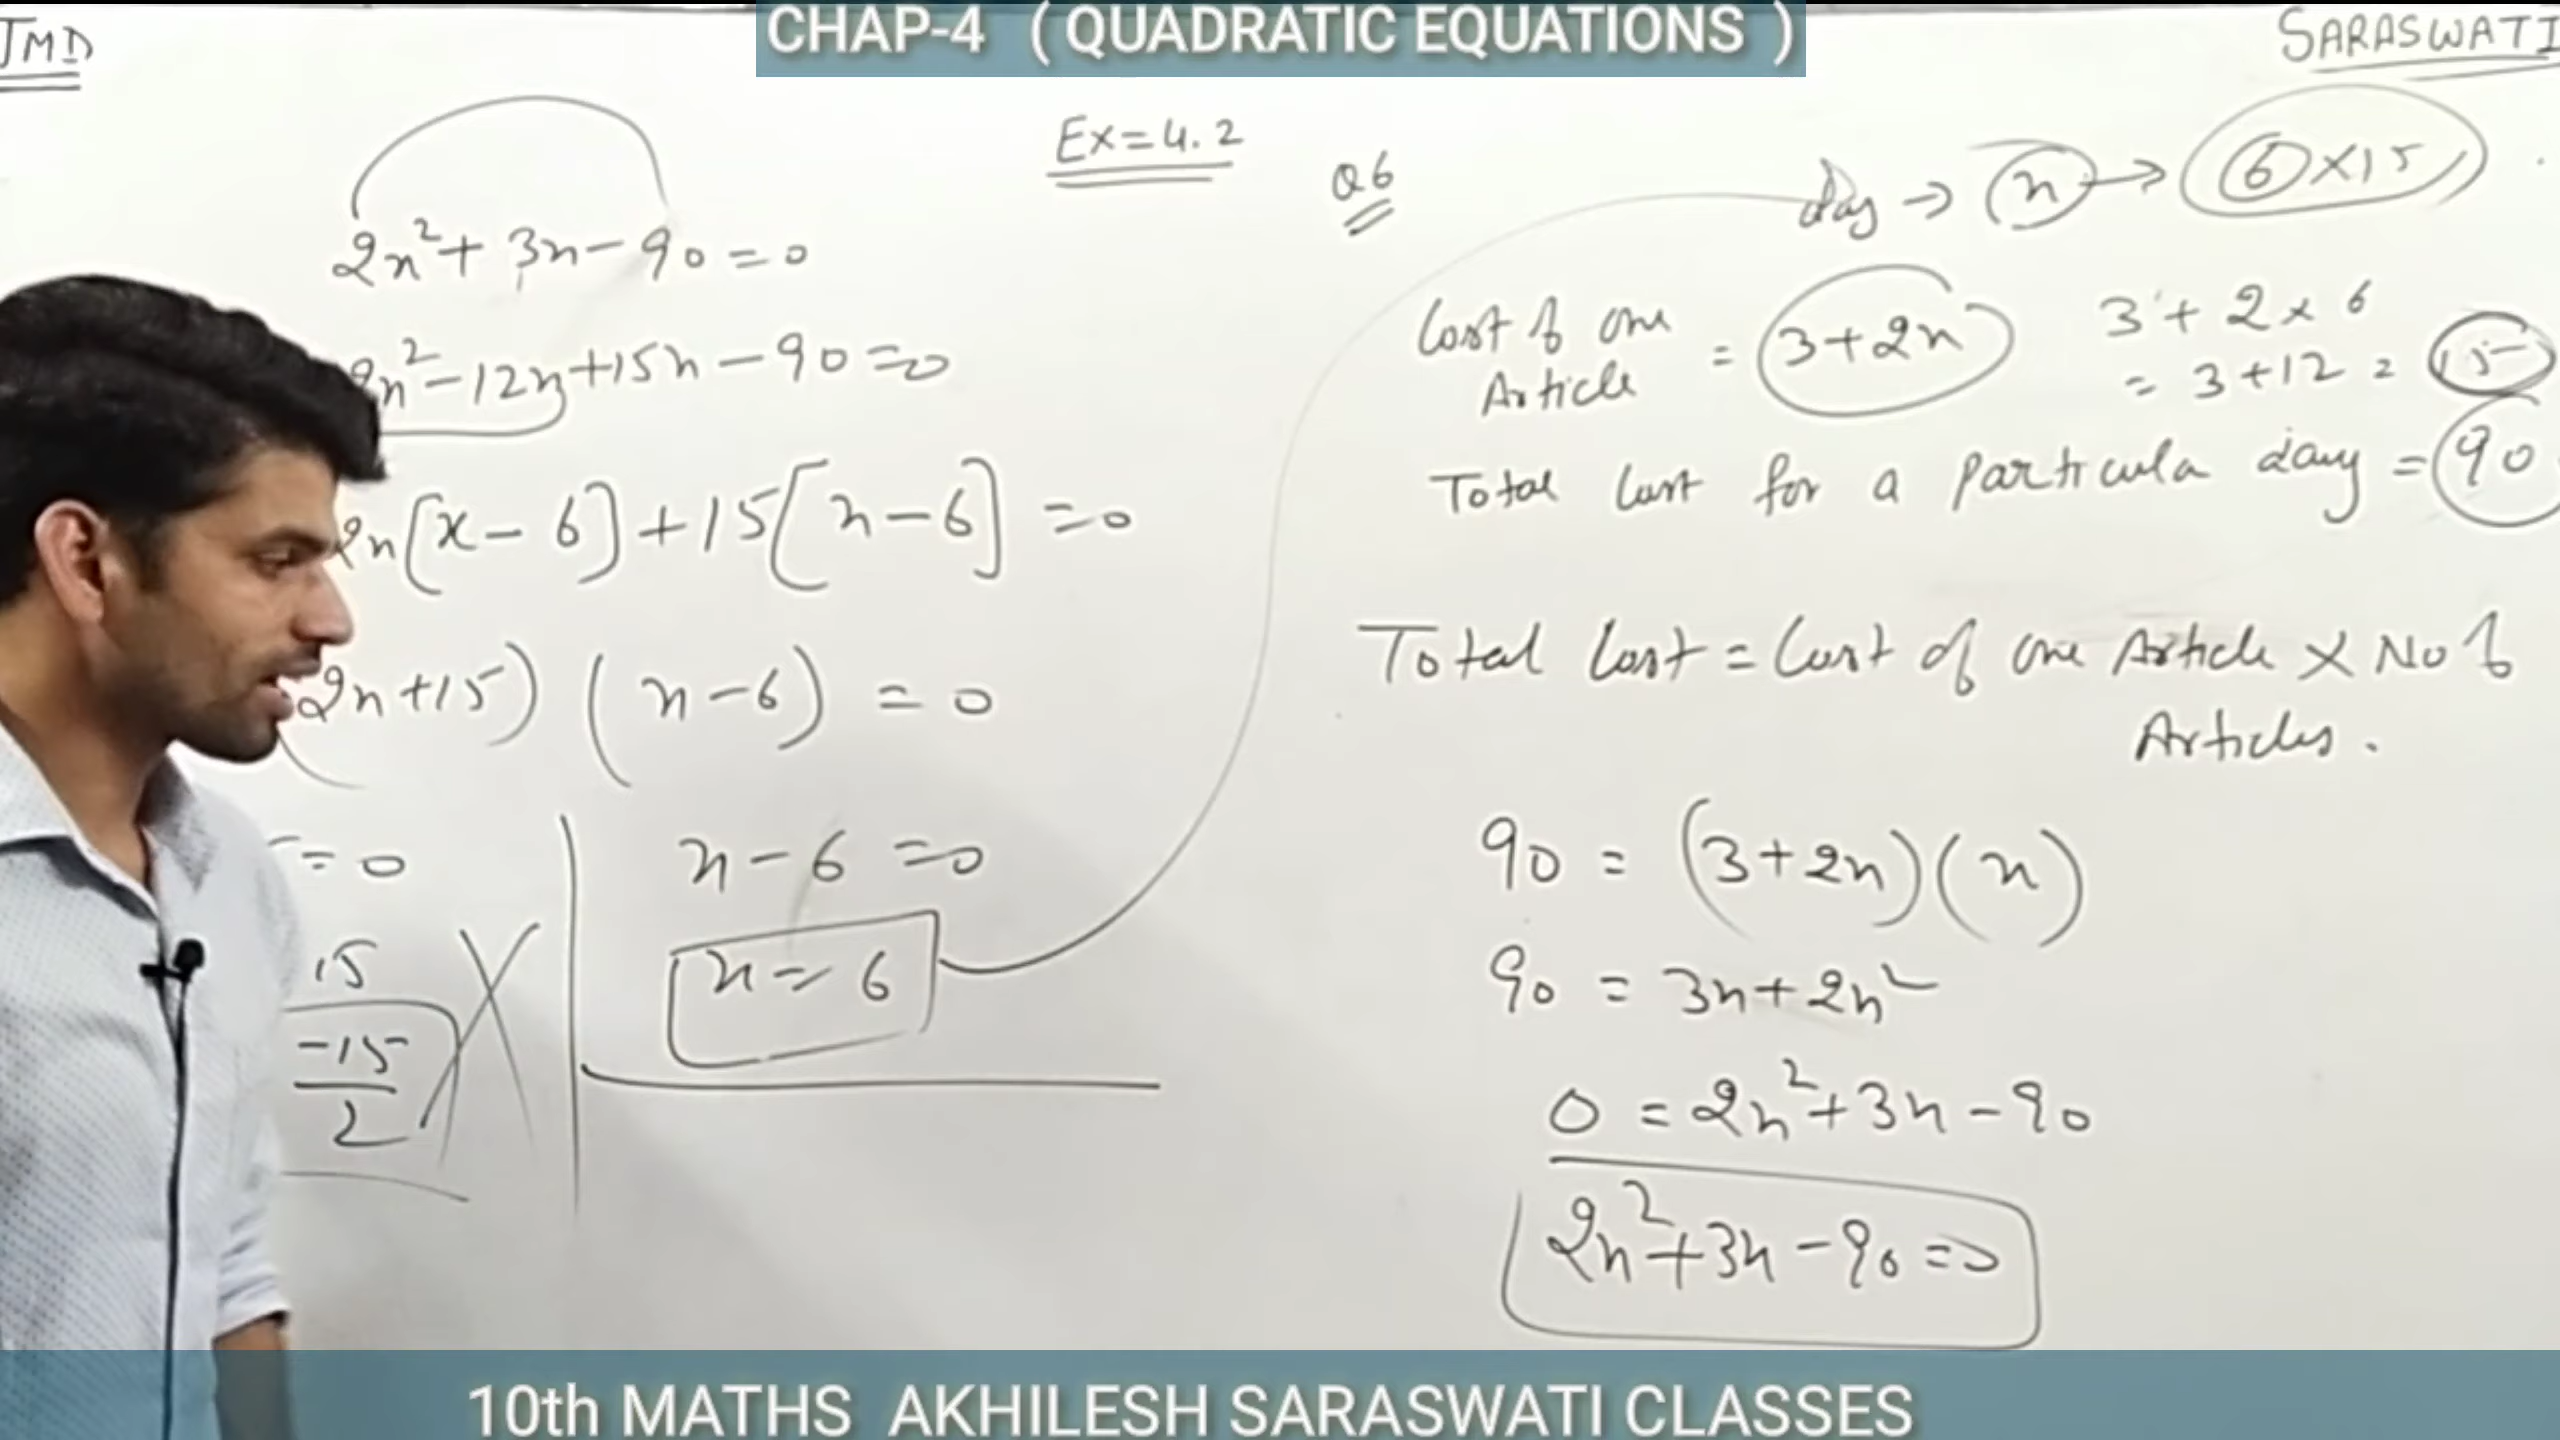 CHAP-4 ( QUADRATIC EQUATIONS )
JMD
SARASWATI
Ex=4.2
2x²+3x-90=0
2x²-12x+15x-90=0
2x[x-6]+15[x-6]=0
(2x+15)(x-6)=0
=0
15
-15
2
x-6=0
x=6
Q6
day→x→6×15
Cost of one Article = 3+2x
3+2×6
=3+12=15
Total Cost for a particula day = 90
Total Cost = Cost of one Article × No of
Articles.
90 = (3+2x)(x)
90 = 3x+2x²
0 = 2x²+3x-90
2x²+3x-90=0
10th MATHS AKHILESH SARASWATI CLASSES